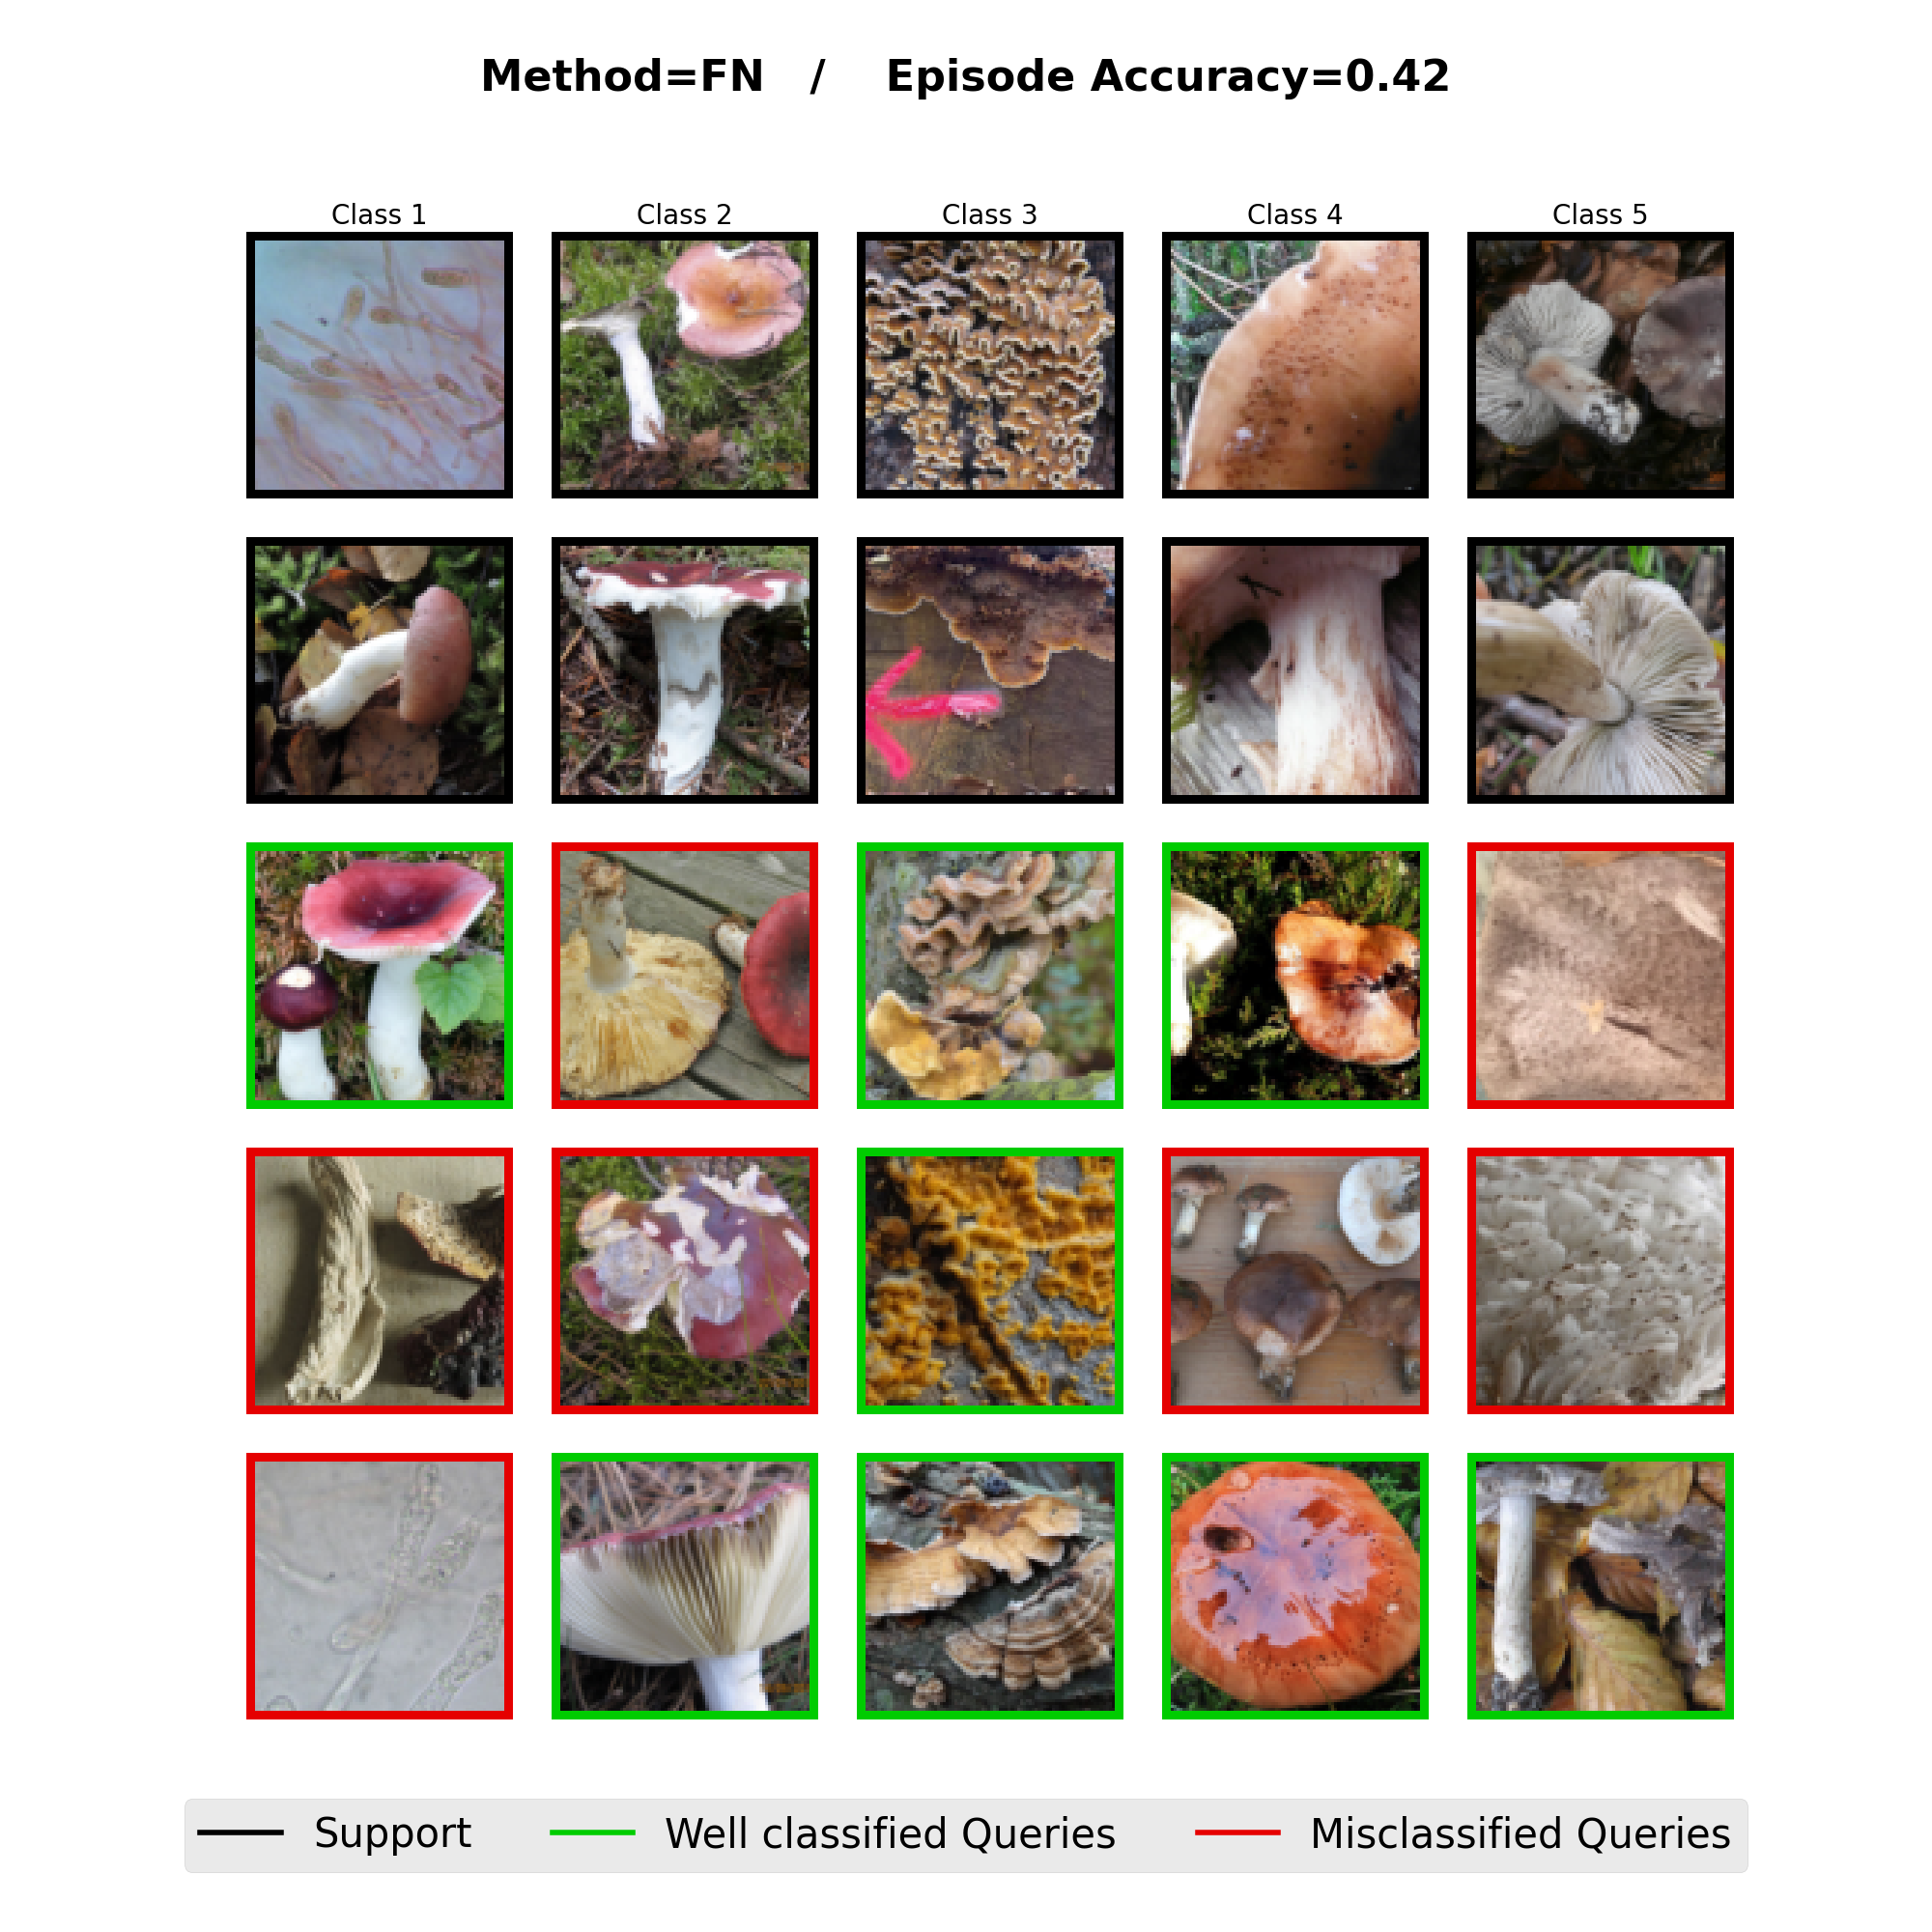 Method=FN / Episode Accuracy=0.42
Class 1 Class 2 Class 3 Class 4 Class 5
Support Well classified Queries Misclassified Queries